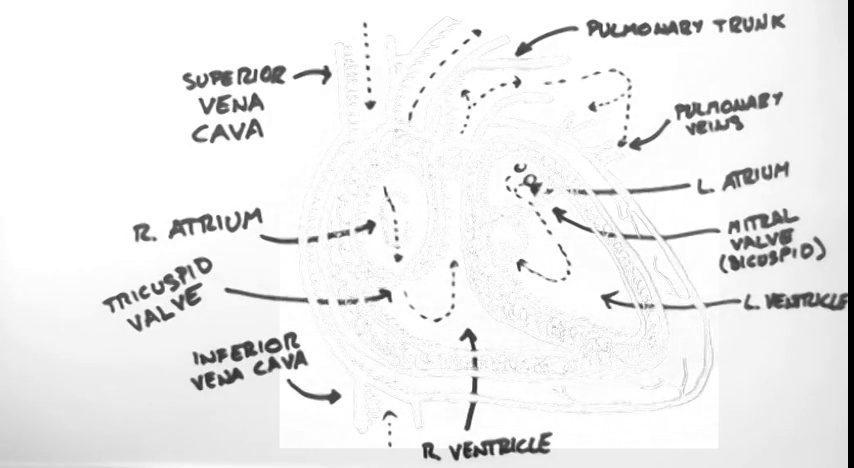 PULMONARY TRUNK
SUPERIOR
VENA
CAVA
PULMONARY
VEINS
L. ATRIUM
R. ATRIUM
MITRAL
VALVE
(BICUSPID)
TRICUSPID
VALVE
L. VENTRICLE
INFERIOR
VENA CAVA
R. VENTRICLE